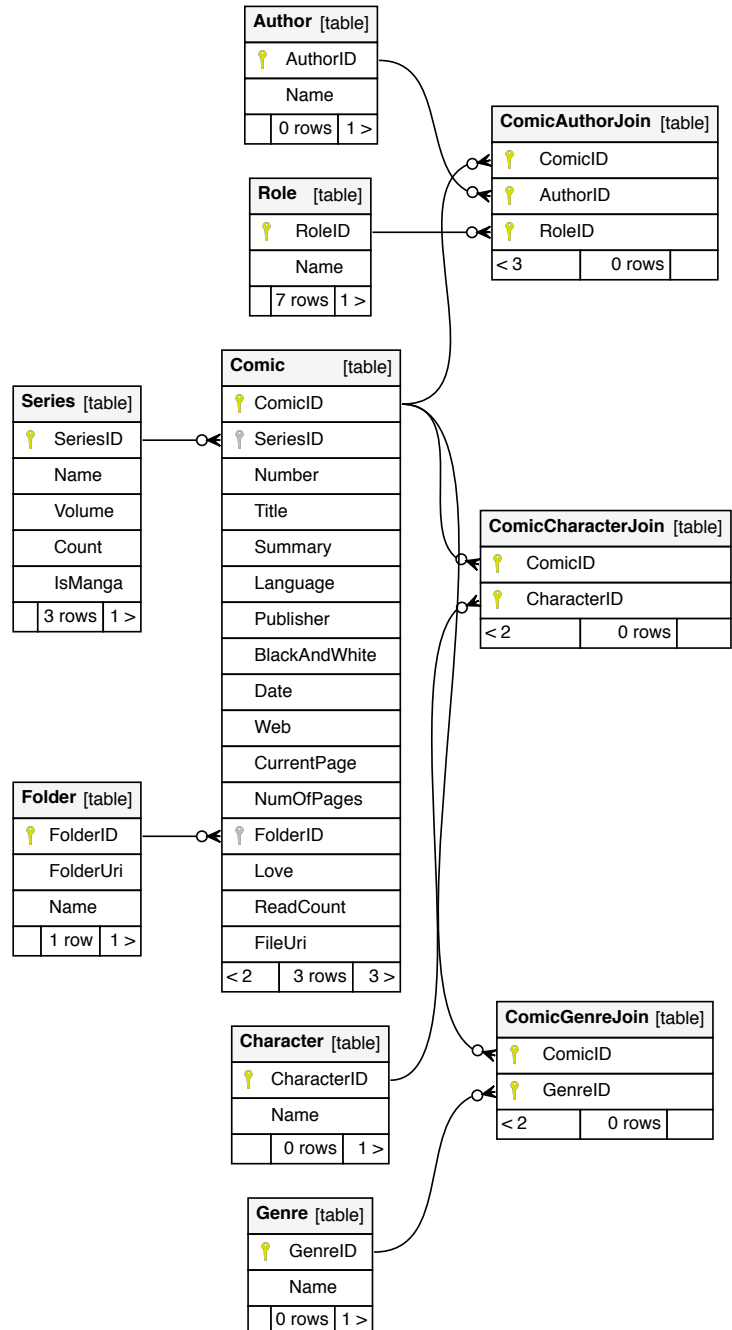 Author [table]
AuthorID
Name
0 rows 1 >
ComicAuthorJoin [table]
ComicID
AuthorID
RoleID
< 3 0 rows
Role [table]
RoleID
Name
7 rows 1 >
Comic [table]
ComicID
SeriesID
Number
Title
Summary
Language
Publisher
BlackAndWhite
Date
Web
CurrentPage
NumOfPages
FolderID
Love
ReadCount
FileUri
< 2 3 rows 3 >
Series [table]
SeriesID
Name
Volume
Count
IsManga
3 rows 1 >
ComicCharacterJoin [table]
ComicID
CharacterID
< 2 0 rows
Folder [table]
FolderID
FolderUri
Name
1 row 1 >
Character [table]
CharacterID
Name
0 rows 1 >
ComicGenreJoin [table]
ComicID
GenreID
< 2 0 rows
Genre [table]
GenreID
Name
0 rows 1 >